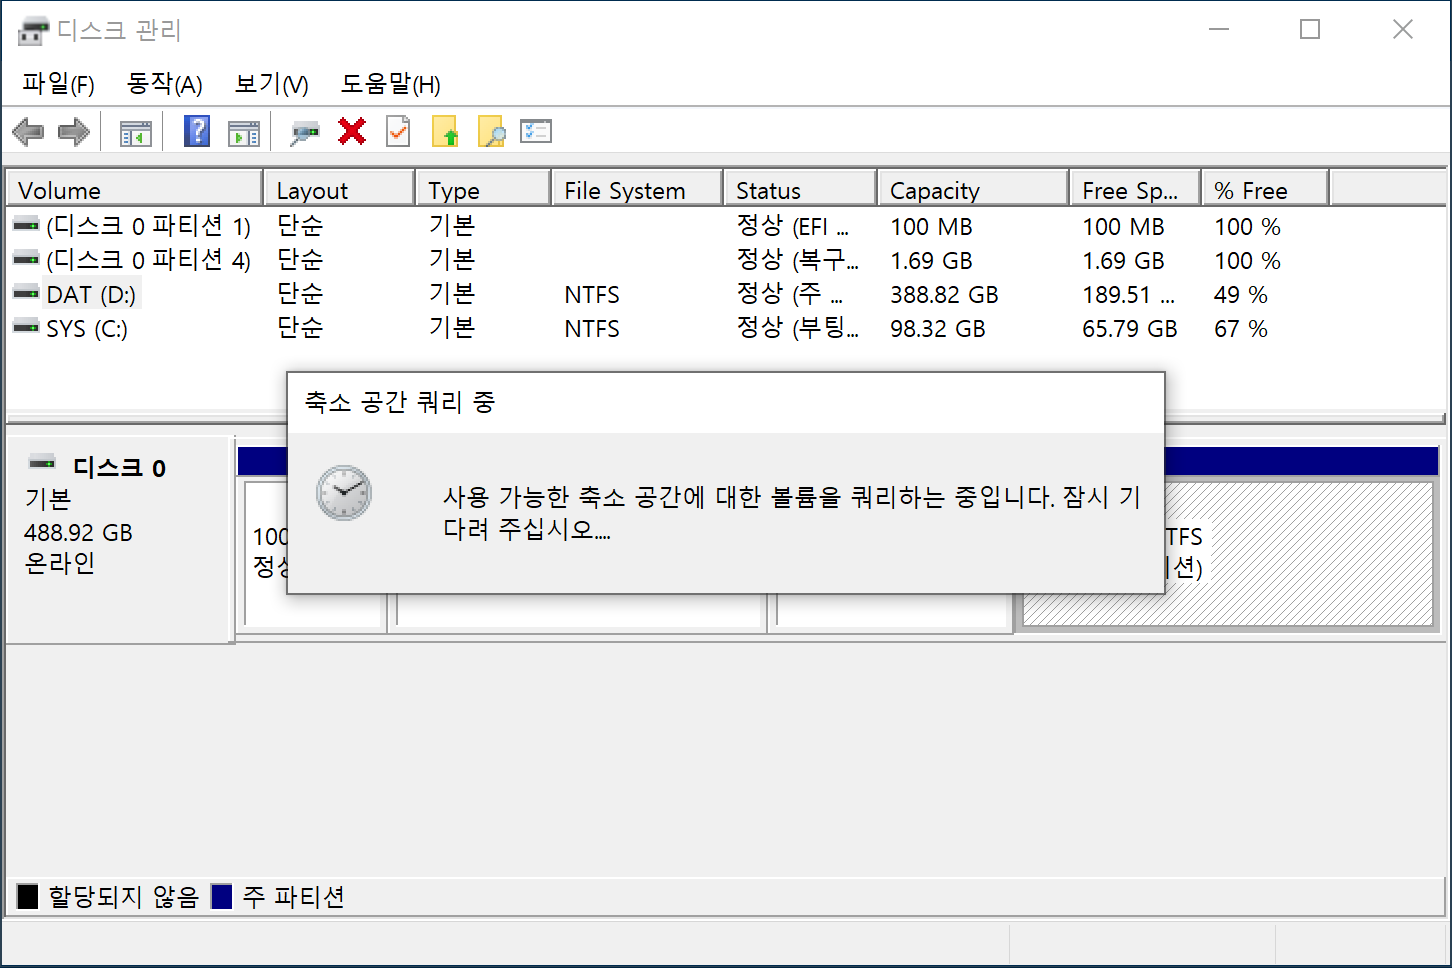 디스크 관리
파일(F) 동작(A) 보기(V) 도움말(H)
Volume Layout Type File System Status Capacity Free Sp... % Free
(디스크 0 파티션 1) 단순 기본 정상 (EFI ... 100 MB 100 MB 100 %
(디스크 0 파티션 4) 단순 기본 정상 (복구... 1.69 GB 1.69 GB 100 %
DAT (D:) 단순 기본 NTFS 정상 (주 ... 388.82 GB 189.51 ... 49 %
SYS (C:) 단순 기본 NTFS 정상 (부팅... 98.32 GB 65.79 GB 67 %
축소 공간 쿼리 중
사용 가능한 축소 공간에 대한 볼륨을 쿼리하는 중입니다. 잠시 기
다려 주십시오....
디스크 0
기본
488.92 GB
온라인
100
정상
TFS
션)
할당되지 않음 주 파티션